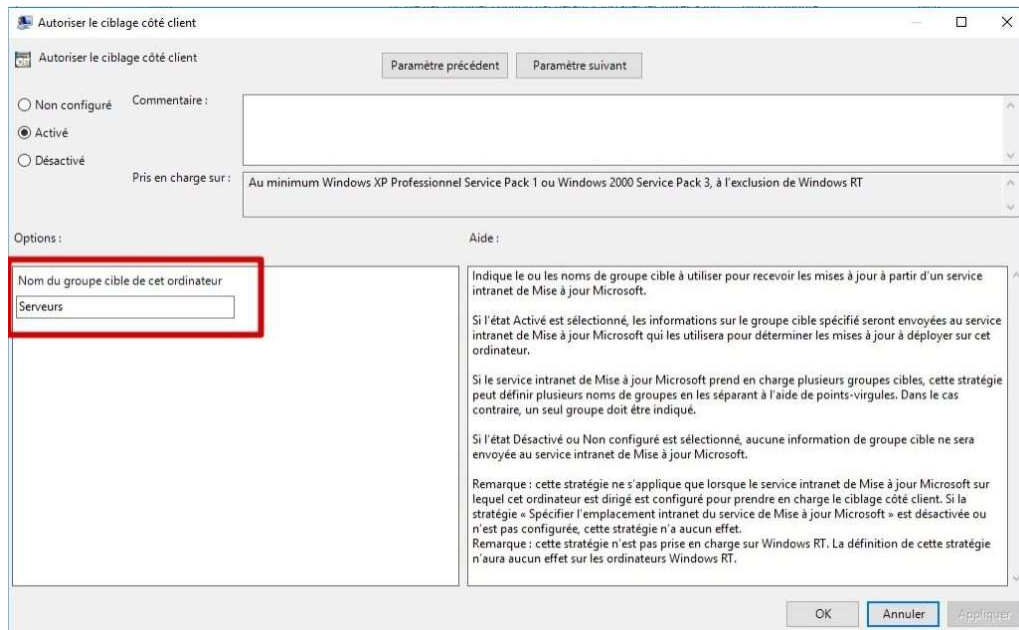 Autoriser le ciblage côté client
Autoriser le ciblage côté client
Paramètre précédent
Paramètre suivant
Non configuré
Commentaire :
Activé
Désactivé
Pris en charge sur :
Au minimum Windows XP Professionnel Service Pack 1 ou Windows 2000 Service Pack 3, à l'exclusion de Windows RT
Options :
Aide :
Nom du groupe cible de cet ordinateur
Serveurs
Indique le ou les noms de groupe cible à utiliser pour recevoir les mises à jour à partir d'un service
intranet de Mise à jour Microsoft.
Si l'état Activé est sélectionné, les informations sur le groupe cible spécifié seront envoyées au service
intranet de Mise à jour Microsoft qui les utilisera pour déterminer les mises à jour à déployer sur cet
ordinateur.
Si le service intranet de Mise à jour Microsoft prend en charge plusieurs groupes cibles, cette stratégie
peut définir plusieurs noms de groupes en les séparant à l'aide de points-virgules. Dans le cas
contraire, un seul groupe doit être indiqué.
Si l'état Désactivé ou Non configuré est sélectionné, aucune information de groupe cible ne sera
envoyée au service intranet de Mise à jour Microsoft.
Remarque : cette stratégie ne s'applique que lorsque le service intranet de Mise à jour Microsoft sur
lequel cet ordinateur est dirigé est configuré pour prendre en charge le ciblage côté client. Si la
stratégie « Spécifier l'emplacement intranet du service de Mise à jour Microsoft » est désactivée ou
n'est pas configurée, cette stratégie n'a aucun effet.
Remarque : cette stratégie n'est pas prise en charge sur Windows RT. La définition de cette stratégie
n'aura aucun effet sur les ordinateurs Windows RT.
OK
Annuler
Appliquer